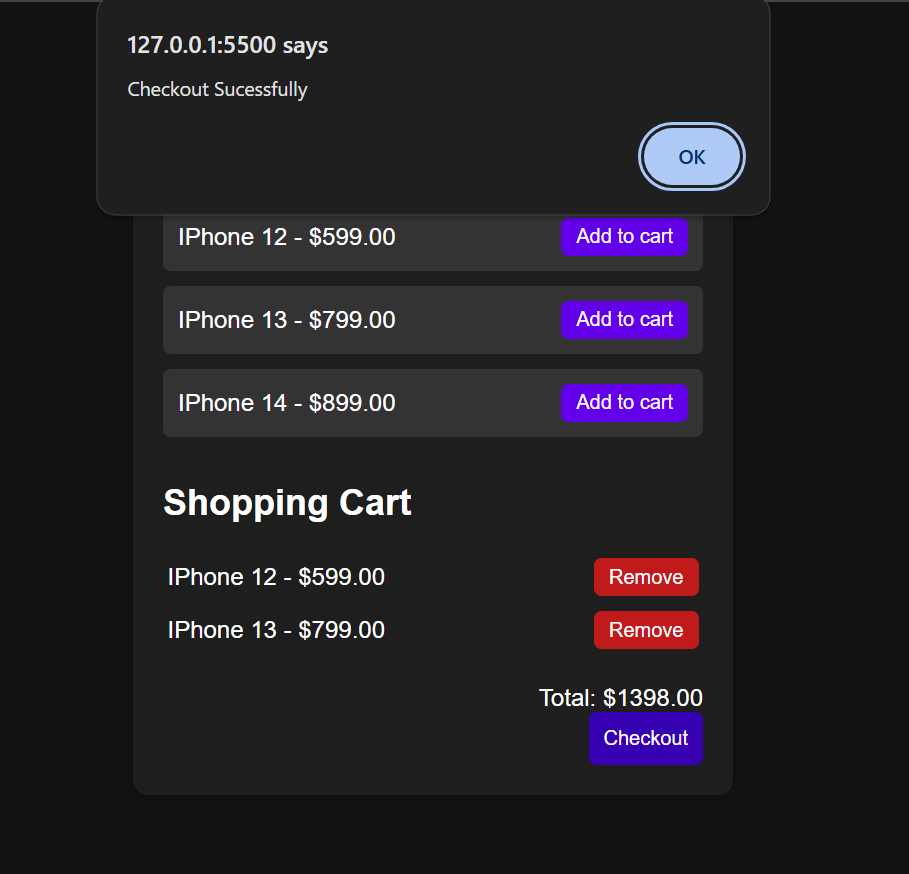 127.0.0.1:5500 says
Checkout Sucessfully
OK
IPhone 12 - $599.00 Add to cart
IPhone 13 - $799.00 Add to cart
IPhone 14 - $899.00 Add to cart
Shopping Cart
IPhone 12 - $599.00 Remove
IPhone 13 - $799.00 Remove
Total: $1398.00
Checkout